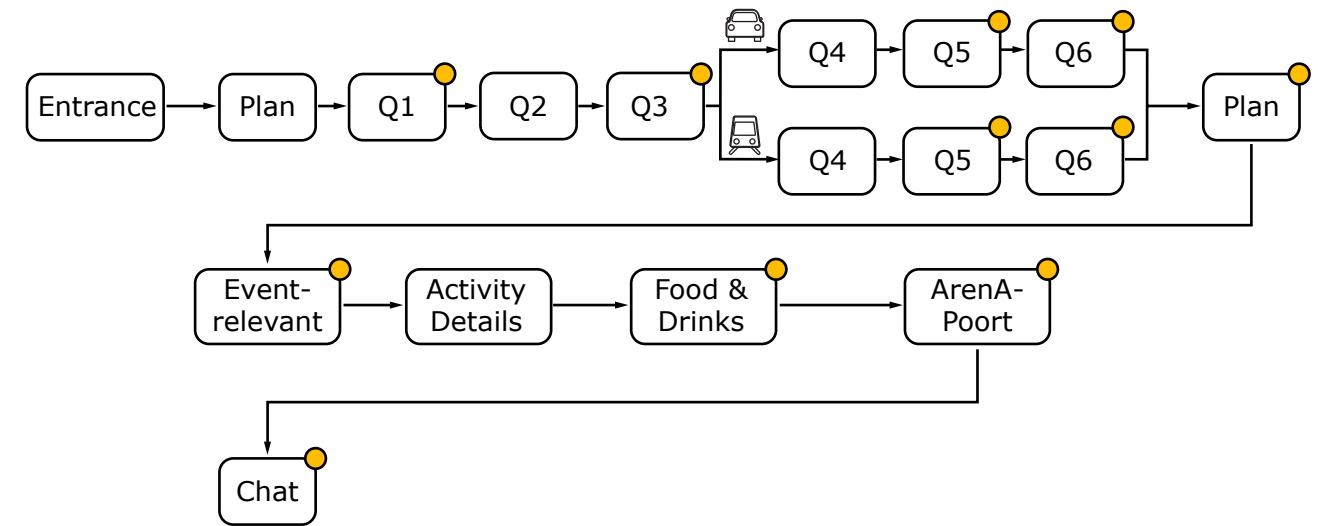 Entrance
Plan
Q1
Q2
Q3
Q4
Q5
Q6
Q4
Q5
Q6
Plan
Event-
relevant
Activity
Details
Food &
Drinks
ArenA-
Poort
Chat